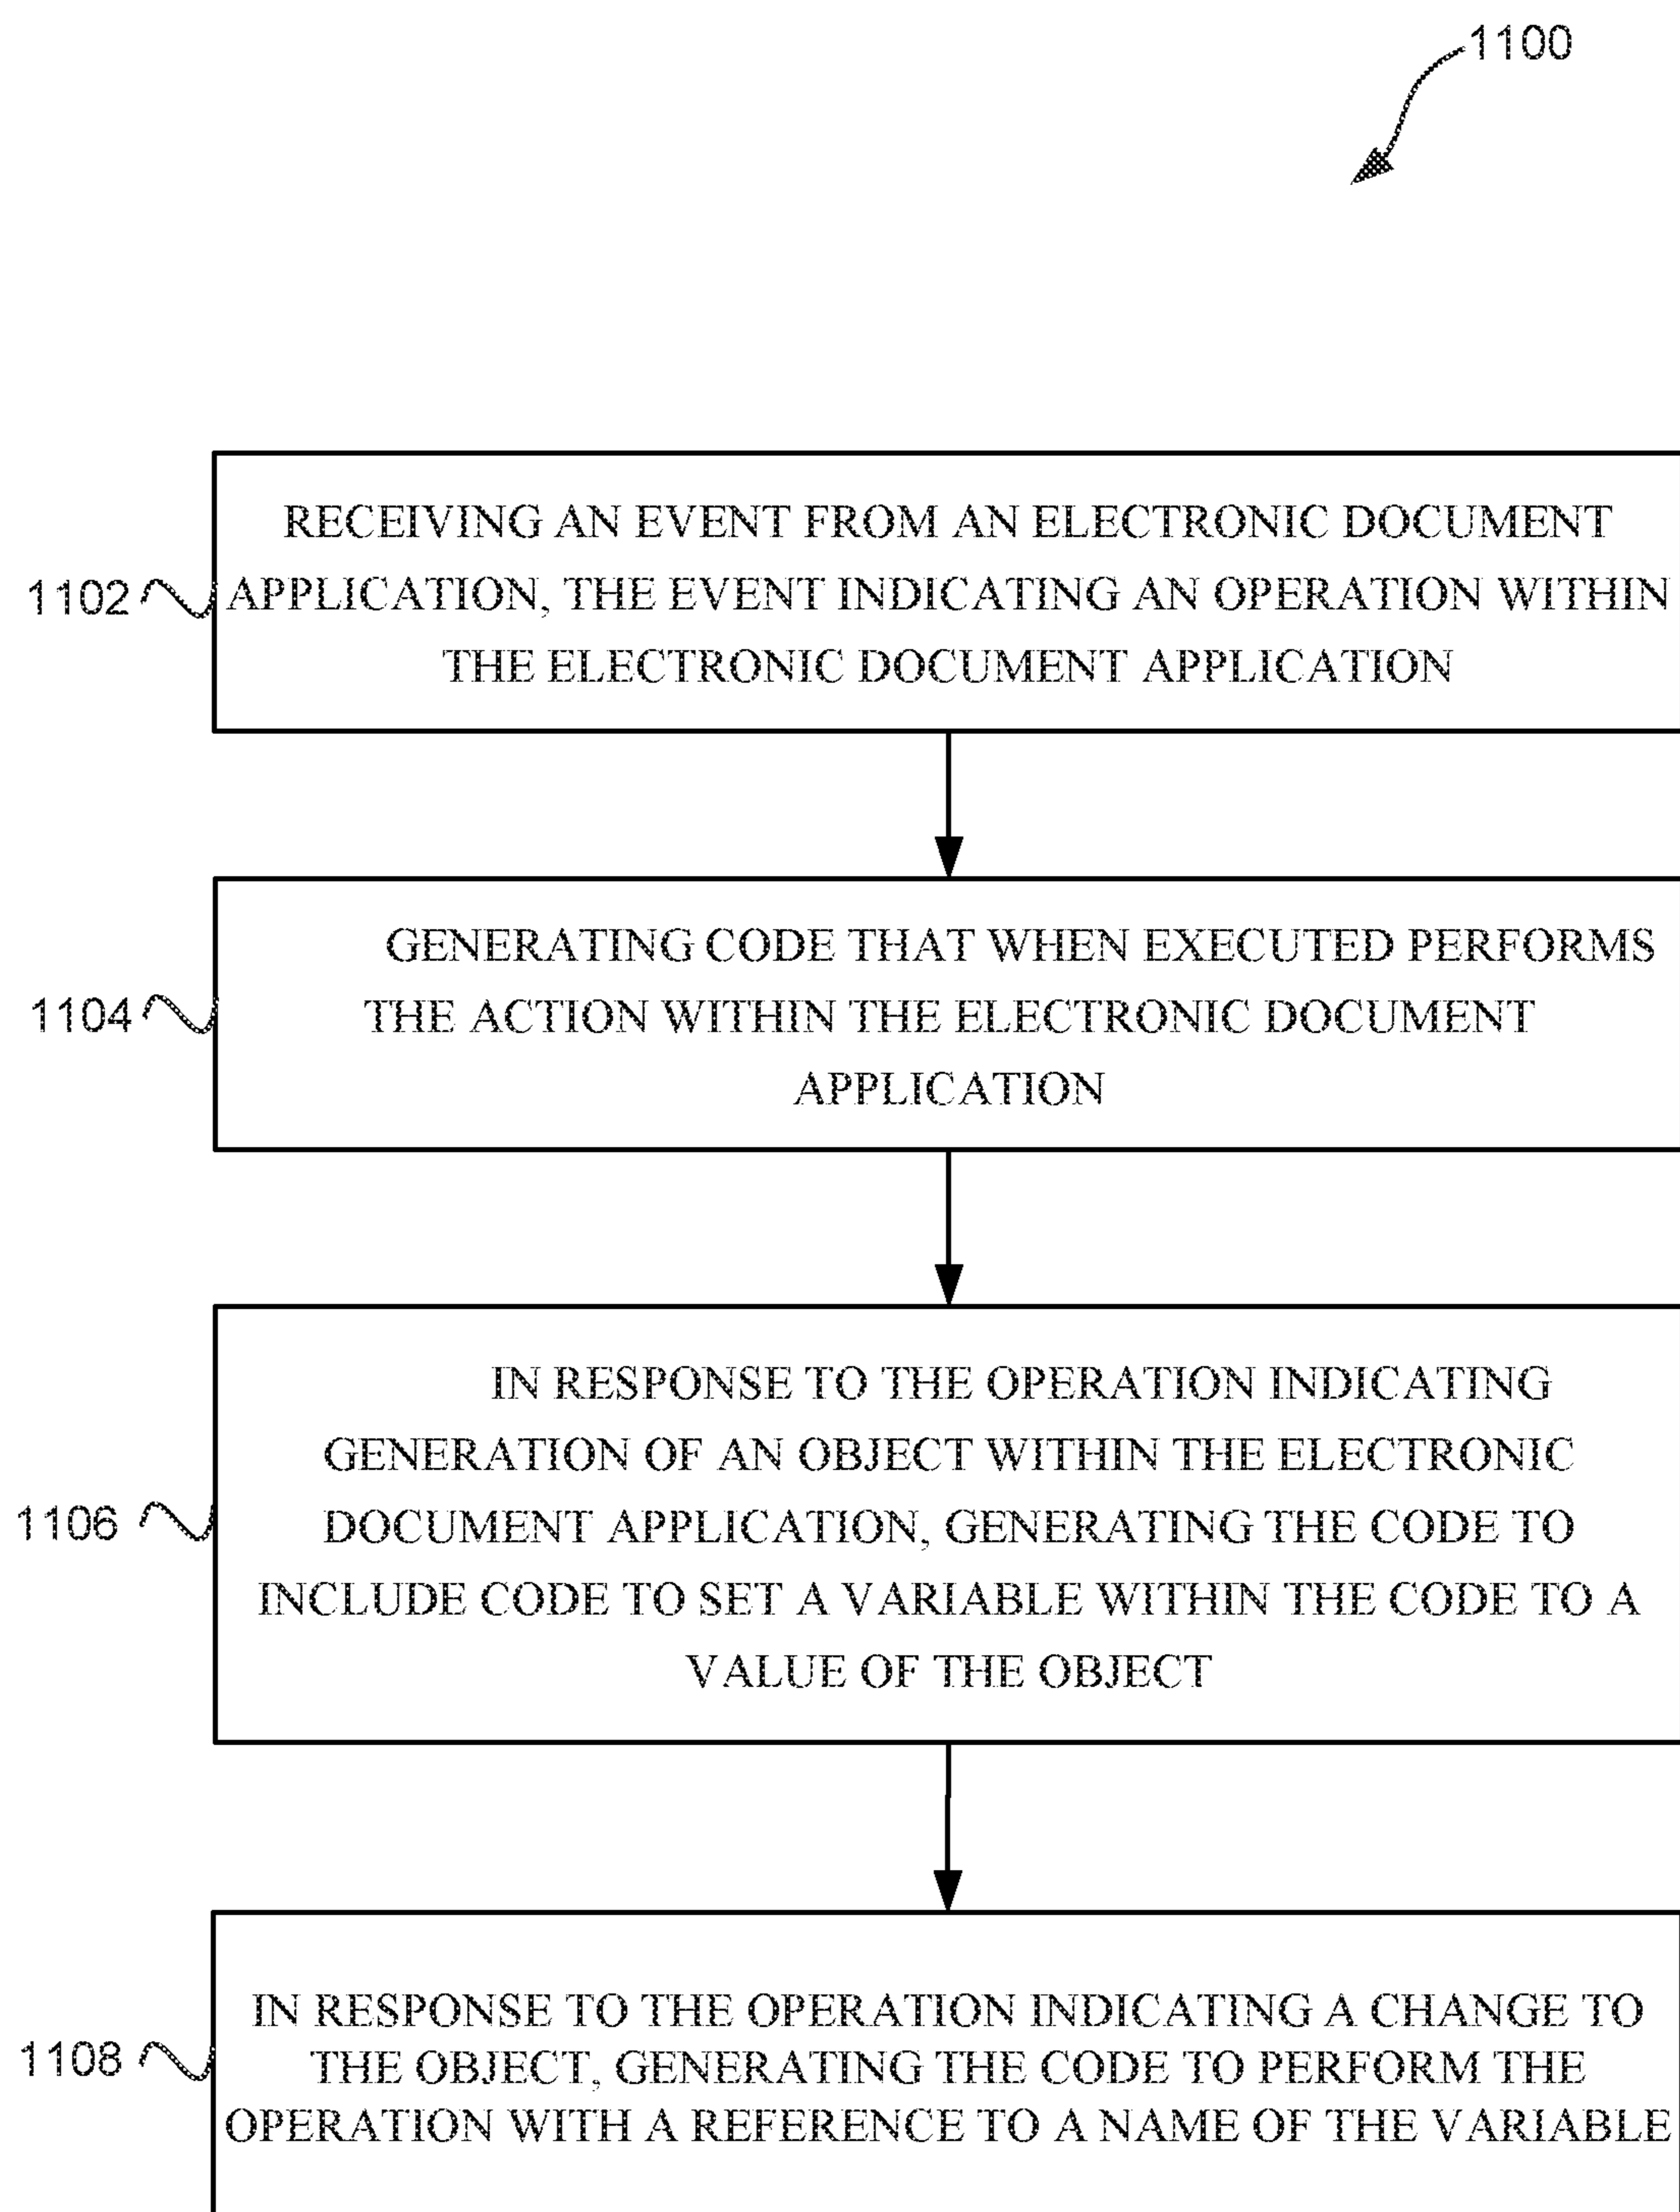 1100
RECEIVING AN EVENT FROM AN ELECTRONIC DOCUMENT
1102 APPLICATION, THE EVENT INDICATING AN OPERATION WITHIN
THE ELECTRONIC DOCUMENT APPLICATION
GENERATING CODE THAT WHEN EXECUTED PERFORMS
1104 THE ACTION WITHIN THE ELECTRONIC DOCUMENT
APPLICATION
IN RESPONSE TO THE OPERATION INDICATING
GENERATION OF AN OBJECT WITHIN THE ELECTRONIC
1106 DOCUMENT APPLICATION, GENERATING THE CODE TO
INCLUDE CODE TO SET A VARIABLE WITHIN THE CODE TO A
VALUE OF THE OBJECT
IN RESPONSE TO THE OPERATION INDICATING A CHANGE TO
1108 THE OBJECT, GENERATING THE CODE TO PERFORM THE
OPERATION WITH A REFERENCE TO A NAME OF THE VARIABLE